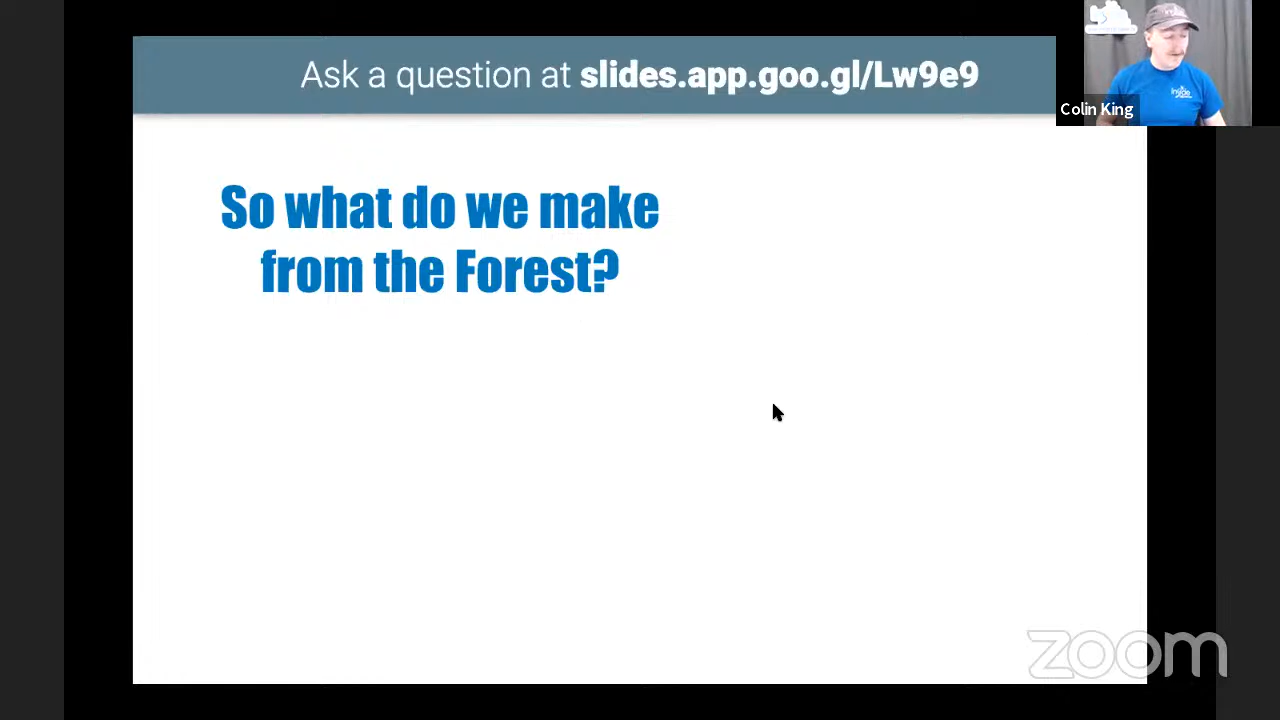 Ask a question at slides.app.goo.gl/Lw9e9
Colin King
So what do we make
from the Forest?
zoom